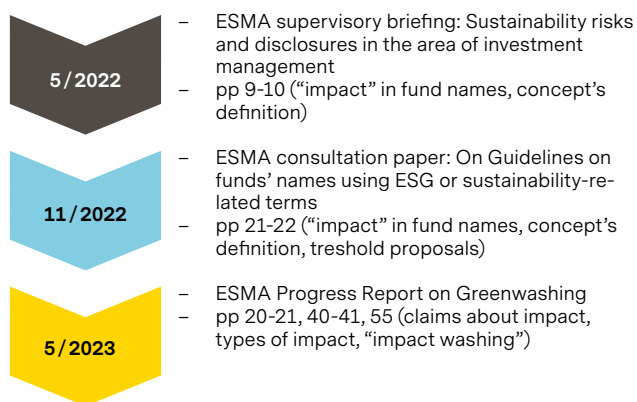 5/2022
– ESMA supervisory briefing: Sustainability risks
and disclosures in the area of investment
management
– pp 9-10 (“impact” in fund names, concept’s
definition)
11/2022
– ESMA consultation paper: On Guidelines on
funds’ names using ESG or sustainability-re-
lated terms
– pp 21-22 (“impact” in fund names, concept’s
definition, treshold proposals)
5/2023
– ESMA Progress Report on Greenwashing
– pp 20-21, 40-41, 55 (claims about impact,
types of impact, “impact washing”)